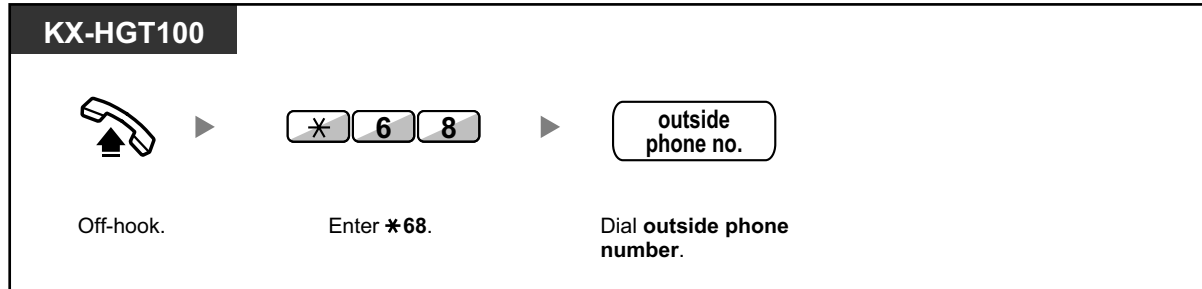 KX-HGT100
* 6 8
outside
phone no.
Off-hook.
Enter *68.
Dial outside phone
number.